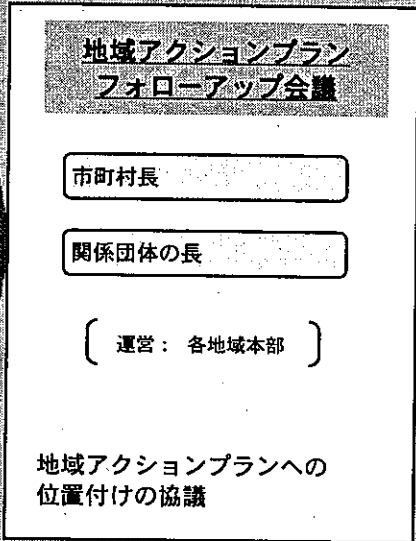 地域アクションプラン
フォローアップ会議
市町村長
関係団体の長
〔 運営： 各地域本部 〕
地域アクションプランへの
位置付けの協議